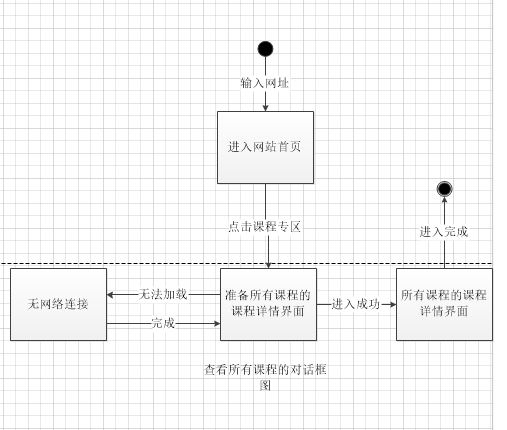 输入网址
进入网站首页
点击课程专区
进入完成
无网络连接
无法加载
完成
准备所有课程的
课程详情界面
进入成功
所有课程的课程
详情界面
查看所有课程的对话框
图